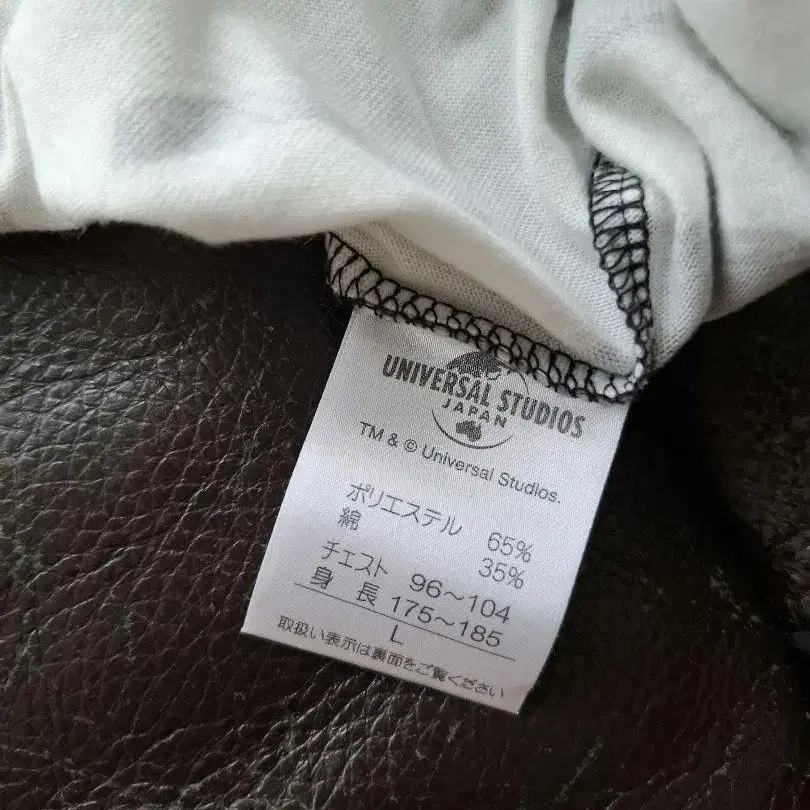 UNIVERSAL STUDIOS
JAPAN
TM & © Universal Studios.
ポリエステル 65%
綿 35%
チェスト 96～104
身長 175～185
L
取扱い表示は裏面をご覧ください